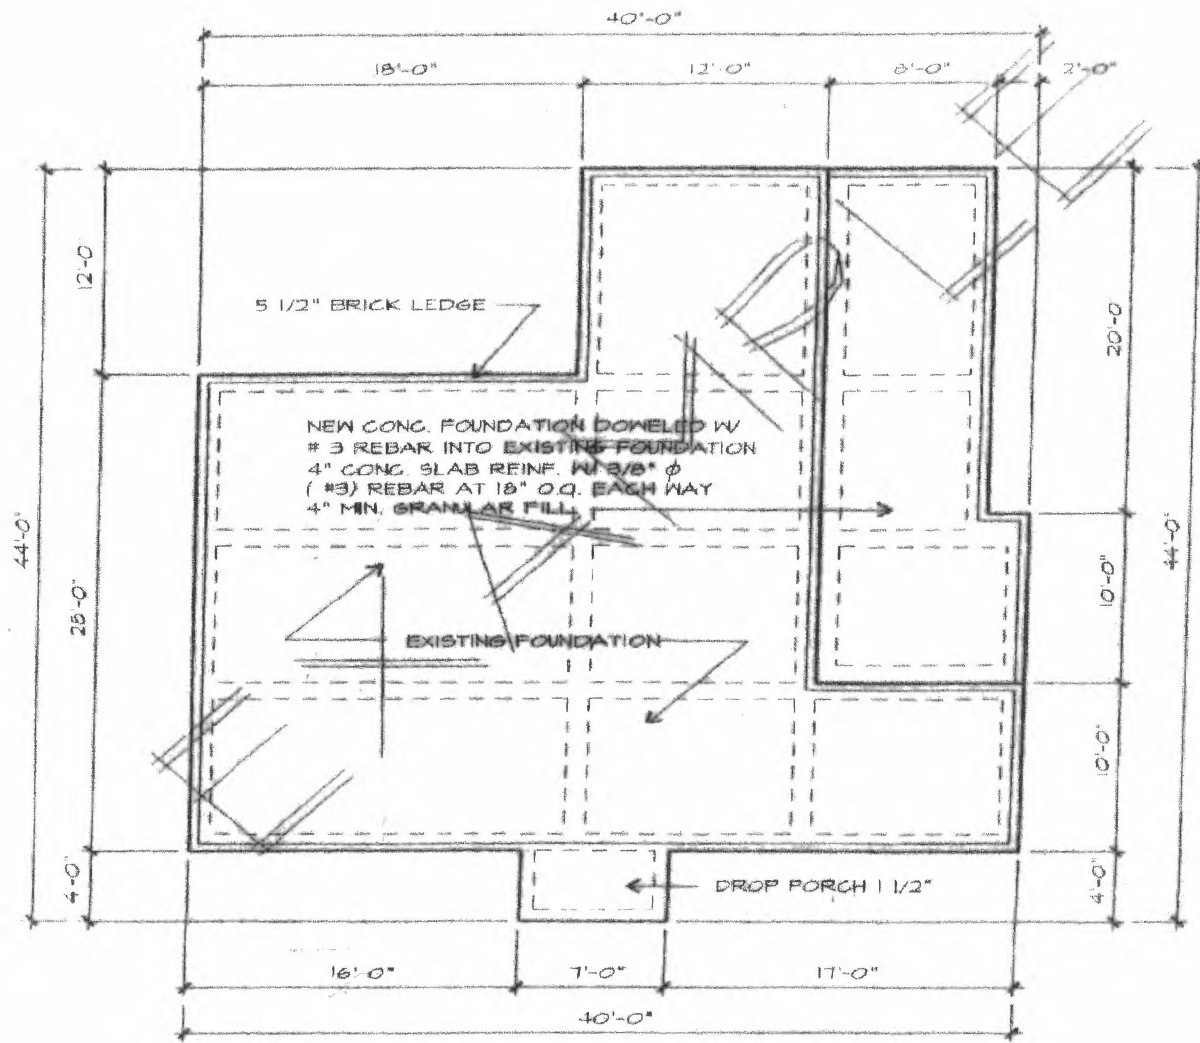 40'-0"
18'-0" 12'-0" 8'-0" 2'-0"
12'-0
5 1/2" BRICK LEDGE
20'-0
NEW CONC. FOUNDATION DOWELED W/
# 3 REBAR INTO EXISTING FOUNDATION
4" CONC. SLAB REINF. W/ 3/8" φ
( #3) REBAR AT 18" O.C. EACH WAY
4" MIN. GRANULAR FILL
44'-0"
44'-0"
28'-0"
10'-0"
EXISTING FOUNDATION
10'-0"
4'-0"
DROP PORCH 1 1/2"
4'-0"
16'-0" 7'-0" 17'-0"
40'-0"